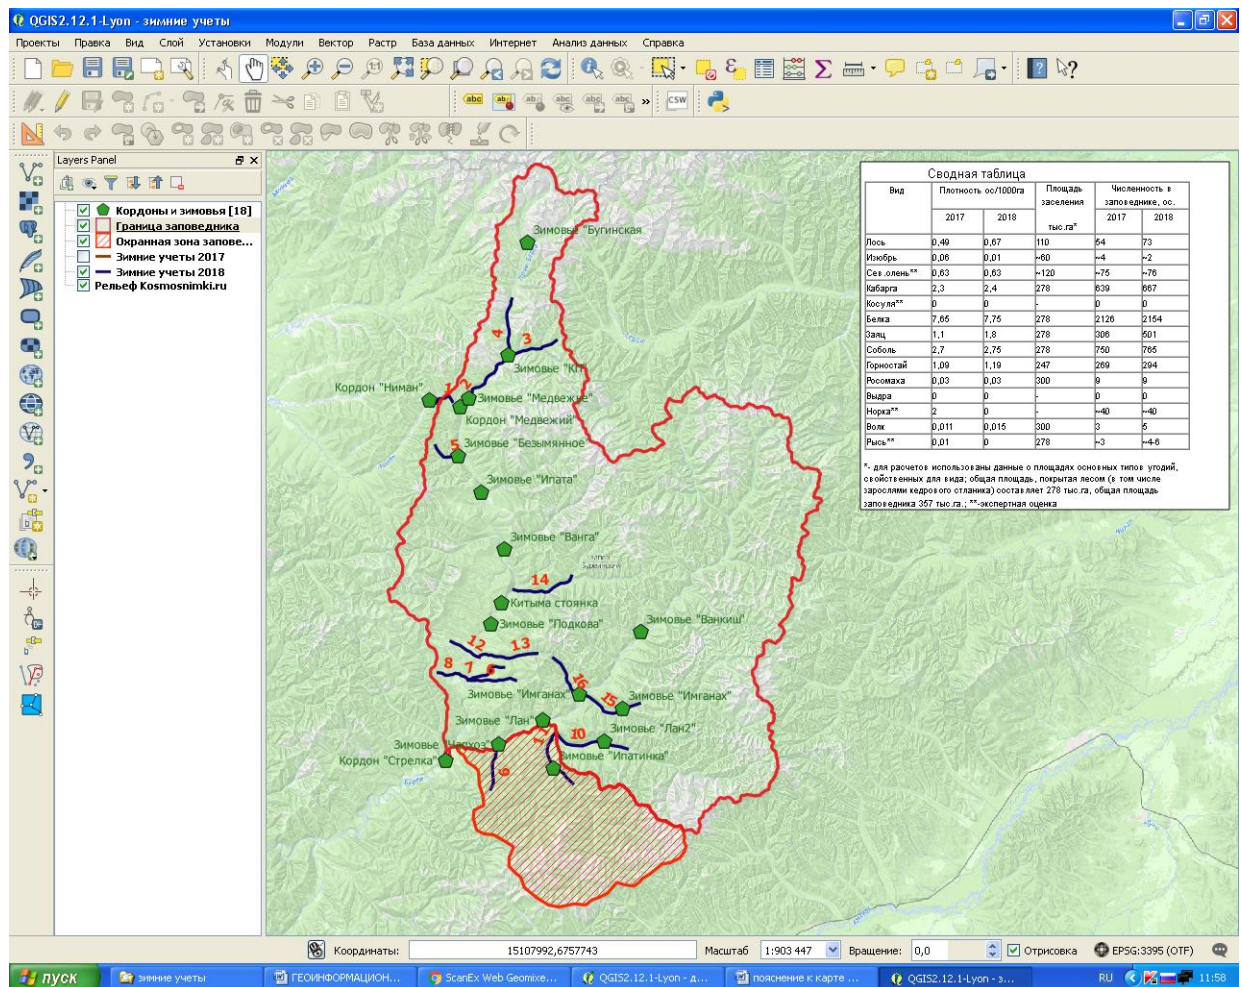 QGIS2.12.1-Lyon - зимние учеты
Проекты Правка Вид Слой Установки Модули Вектор Растр База данных Интернет Анализ данных Справка
Layers Panel
Кордоны и зимовья [18]
Граница заповедника
Охранная зона запове...
Зимние учеты 2017
Зимние учеты 2018
Рельеф Kosmosnimki.ru
Зимовье "Бугинская
4
3
Зимовье "КП"
Кордон "Ниман"
1
2
Зимовье "Медвежье"
Кордон "Медвежий"
5
Зимовье "Безымянное"
Зимовье "Ипата"
Зимовье "Ванга"
14
Китыма стоянка
Зимовье "Подкова"
Зимовье "Ванкиш"
12
13
8
7
6
16
Зимовье "Имганах"
15
Зимовье "Имганах"
Зимовье "Лан"
11
10
Зимовье "Лан2"
Зимовье "Чапхоз"
Кордон "Стрелка"
Зимовье "Ипатинка"
9
Сводная таблица
Вид Плотность ос/1000га Площадь заселения тыс.га* Численность в заповеднике, ос.
2017 2018 2017 2018
Лось 0,49 0,67 110 54 73
Изюбрь 0,06 0,01 ~60 ~4 ~2
Сев.олень** 0,63 0,63 ~120 ~75 ~76
Кабарга 2,3 2,4 278 639 667
Косуля** 0 0 - 0 0
Белка 7,65 7,75 278 2126 2154
Заяц 1,1 1,8 278 306 501
Соболь 2,7 2,75 278 750 765
Горностай 1,09 1,19 247 269 294
Росомаха 0,03 0,03 300 9 9
Выдра 0 0 - 0 0
Норка** 2 0 - ~40 ~40
Волк 0,011 0,015 300 3 5
Рысь** 0,01 0 278 ~3 ~4-6
*- для расчетов использованы данные о площадях основных типов угодий,
свойственных для вида; общая площадь, покрытая лесом (в том числе
зарослями кедрового стланика) составляет 278 тыс.га, общая площадь
заповедника 357 тыс.га.; **-экспертная оценка
Координаты: 15107992,6757743 Масштаб 1:903 447 Вращение: 0,0 Отрисовка EPSG:3395 (OTF)
пуск зимние учеты ГЕОИНФОРМАЦИОН... ScanEx Web Geomixe... QGIS2.12.1-Lyon - д... пояснение к карте ... QGIS2.12.1-Lyon - з... RU 11:58